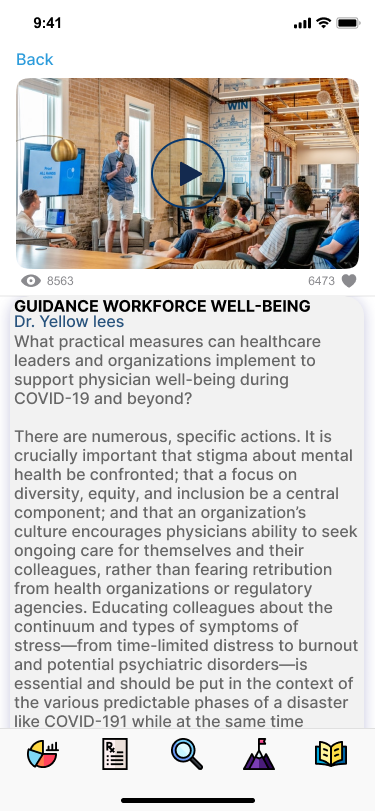 9:41
Back
WIN
8563
6473
GUIDANCE WORKFORCE WELL-BEING
Dr. Yellow lees
What practical measures can healthcare
leaders and organizations implement to
support physician well-being during
COVID-19 and beyond?
There are numerous, specific actions. It is
crucially important that stigma about mental
health be confronted; that a focus on
diversity, equity, and inclusion be a central
component; and that an organization’s
culture encourages physicians ability to seek
ongoing care for themselves and their
colleagues, rather than fearing retribution
from health organizations or regulatory
agencies. Educating colleagues about the
continuum and types of symptoms of
stress—from time-limited distress to burnout
and potential psychiatric disorders—is
essential and should be put in the context of
the various predictable phases of a disaster
like COVID-191 while at the same time